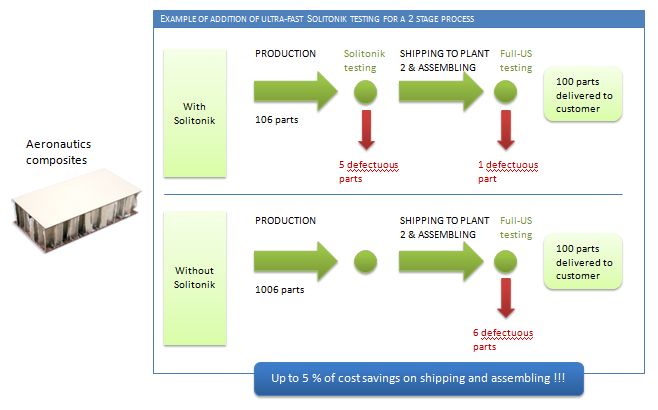 EXAMPLE OF ADDITION OF ULTRA-FAST SOLITONIK TESTING FOR A 2 STAGE PROCESS
Aeronautics
composites
With
Solitonik
PRODUCTION
106 parts
Solitonik
testing
5 defectuous
parts
SHIPPING TO PLANT
2 & ASSEMBLING
Full-US
testing
1 defectuous
part
100 parts
delivered to
customer
Without
Solitonik
PRODUCTION
1006 parts
SHIPPING TO PLANT
2 & ASSEMBLING
Full-US
testing
6 defectuous
parts
100 parts
delivered to
customer
Up to 5 % of cost savings on shipping and assembling !!!